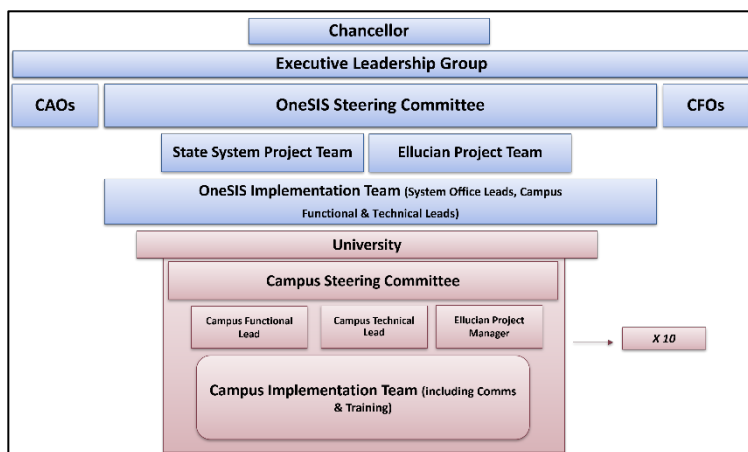 Chancellor
Executive Leadership Group
CAOs
OneSIS Steering Committee
CFOs
State System Project Team
Ellucian Project Team
OneSIS Implementation Team (System Office Leads, Campus
Functional & Technical Leads)
University
Campus Steering Committee
Campus Functional
Lead
Campus Technical
Lead
Ellucian Project
Manager
X 10
Campus Implementation Team (including Comms
& Training)